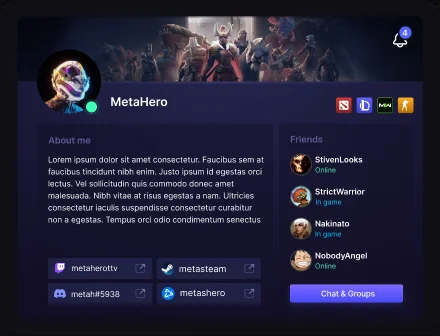 4
MetaHero
MW
About me
Lorem ipsum dolor sit amet consectetur. Faucibus sem at
faucibus tincidunt nibh enim. Justo ipsum id egestas orci
lectus. Vel sollicitudin quis commodo donec amet
malesuada. Nibh vitae at risus egestas a nam. Ultricies
consectetur iaculis suspendisse consectetur curabitur
non a egestas. Tempus orci odio condimentum senectus
metaherottv
metasteam
metah#5938
metashero
Friends
StivenLooks
Online
StrictWarrior
In game
Nakinato
In game
NobodyAngel
Online
Chat & Groups